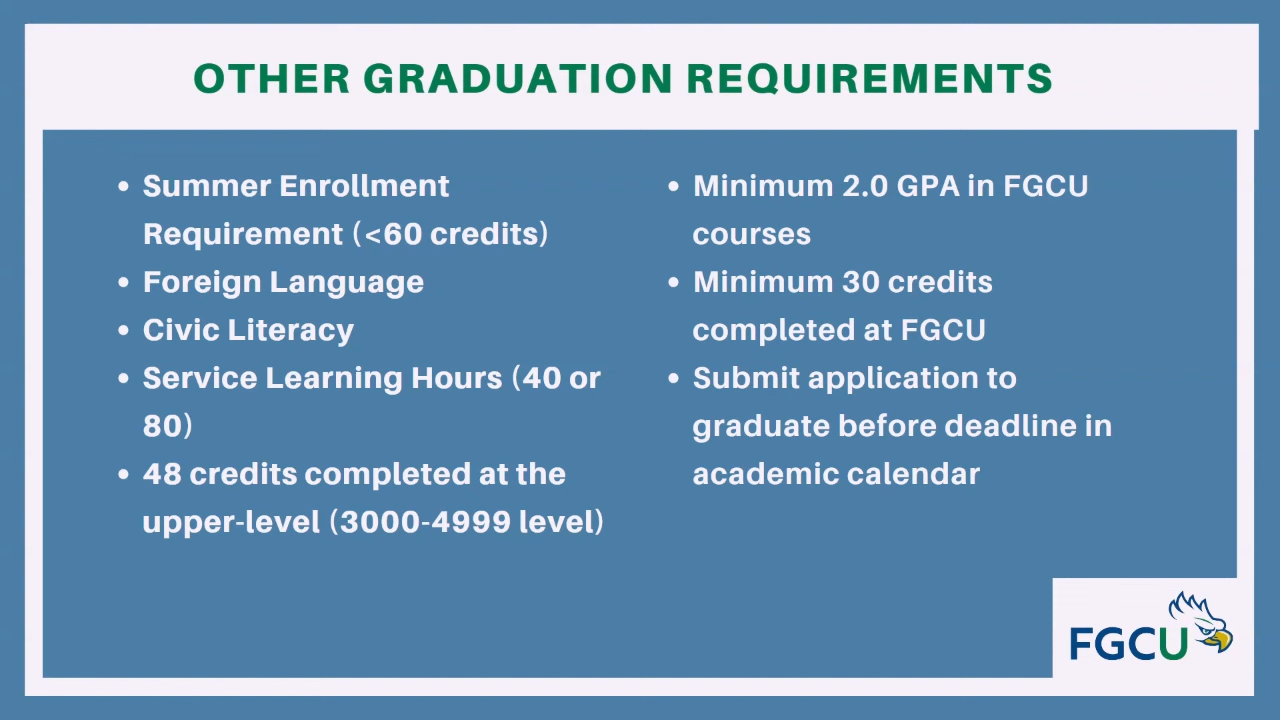 OTHER GRADUATION REQUIREMENTS
• Summer Enrollment
Requirement (<60 credits)
• Foreign Language
• Civic Literacy
• Service Learning Hours (40 or
80)
• 48 credits completed at the
upper-level (3000-4999 level)
• Minimum 2.0 GPA in FGCU
courses
• Minimum 30 credits
completed at FGCU
• Submit application to
graduate before deadline in
academic calendar
FGCU